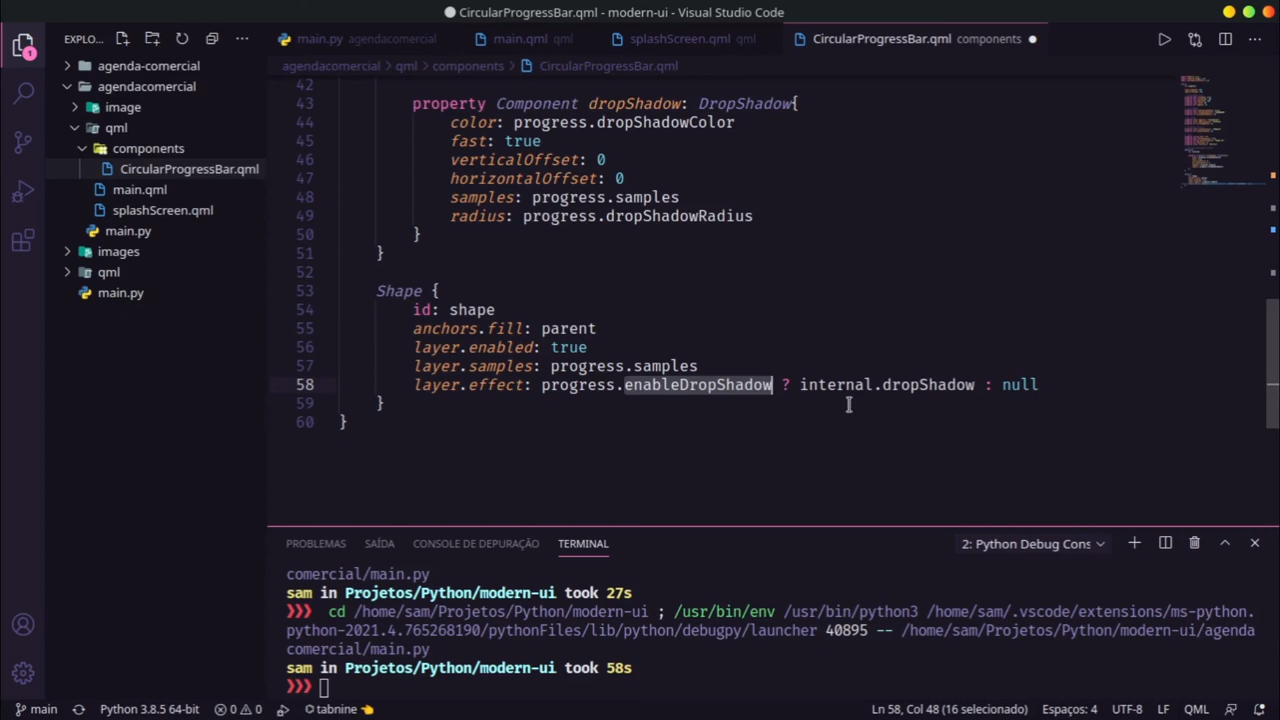 CircularProgressBar.qml - modern-ui - Visual Studio Code
EXPLO...
main.py agendacomercial
main.qml qml
splashScreen.qml qml
CircularProgressBar.qml components
agendacomercial > qml > components > CircularProgressBar.qml
1
agenda-comercial
agendacomercial
image
qml
components
CircularProgressBar.qml
main.qml
splashScreen.qml
main.py
images
qml
main.py
42
43 property Component dropShadow: DropShadow{
44 color: progress.dropShadowColor
45 fast: true
46 verticalOffset: 0
47 horizontalOffset: 0
48 samples: progress.samples
49 radius: progress.dropShadowRadius
50 }
51 }
52
53 Shape {
54 id: shape
55 anchors.fill: parent
56 layer.enabled: true
57 layer.samples: progress.samples
58 layer.effect: progress.enableDropShadow ? internal.dropShadow : null
59 }
60 }
PROBLEMAS SAÍDA CONSOLE DE DEPURAÇÃO TERMINAL 2: Python Debug Cons
comercial/main.py
sam in Projetos/Python/modern-ui took 27s
❯❯❯ cd /home/sam/Projetos/Python/modern-ui ; /usr/bin/env /usr/bin/python3 /home/sam/.vscode/extensions/ms-python.
python-2021.4.765268190/pythonFiles/lib/python/debugpy/launcher 40895 -- /home/sam/Projetos/Python/modern-ui/agenda
comercial/main.py
sam in Projetos/Python/modern-ui took 58s
❯❯❯
main Python 3.8.5 64-bit 0 0 tabnine 👈 Ln 58, Col 48 (16 selecionado) Espaços: 4 UTF-8 LF QML